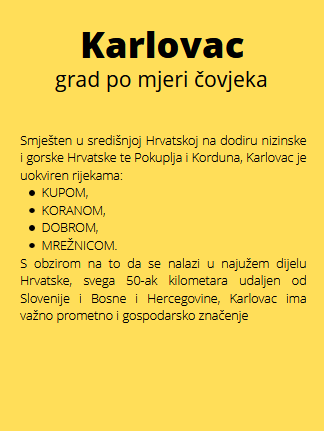 Karlovac
grad po mjeri čovjeka
Smješten u središnjoj Hrvatskoj na dodiru nizinske
i gorske Hrvatske te Pokuplja i Korduna, Karlovac je
uokviren rijekama:
● KUPOM,
● KORANOM,
● DOBROM,
● MREŽNICOM.
S obzirom na to da se nalazi u najužem dijelu
Hrvatske, svega 50-ak kilometara udaljen od
Slovenije i Bosne i Hercegovine, Karlovac ima
važno prometno i gospodarsko značenje